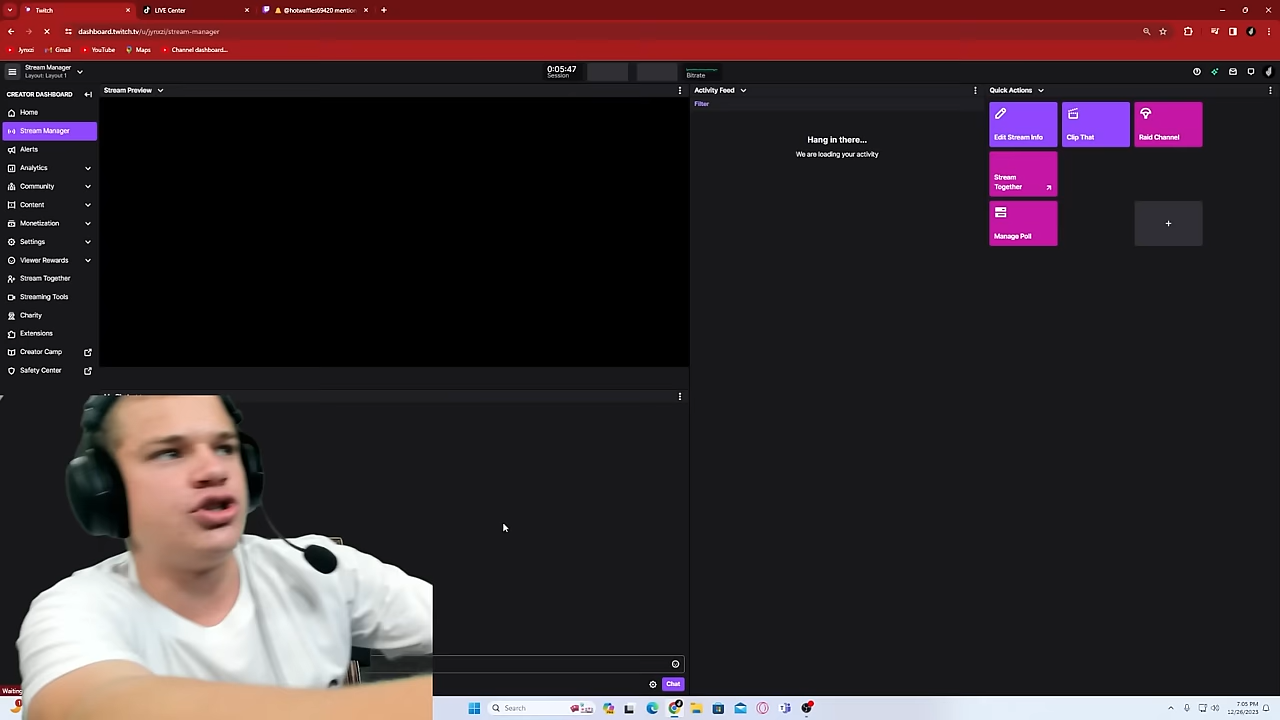 Twitch
LIVE Center
@hotwaffles69420 mention
dashboard.twitch.tv/u/jynxzi/stream-manager
Jynxzi
Gmail
YouTube
Maps
Channel dashboard...
Stream Manager
Layout: Layout 1
0:05:47
Session
Bitrate
CREATOR DASHBOARD
Stream Preview
Activity Feed
Quick Actions
Filter
Home
Stream Manager
Alerts
Analytics
Community
Content
Monetization
Settings
Viewer Rewards
Stream Together
Streaming Tools
Charity
Extensions
Creator Camp
Safety Center
Hang in there...
We are loading your activity
Edit Stream Info
Clip That
Raid Channel
Stream
Together
Manage Poll
+
Chat
Waiting
Search
7:05 PM
12/26/2023